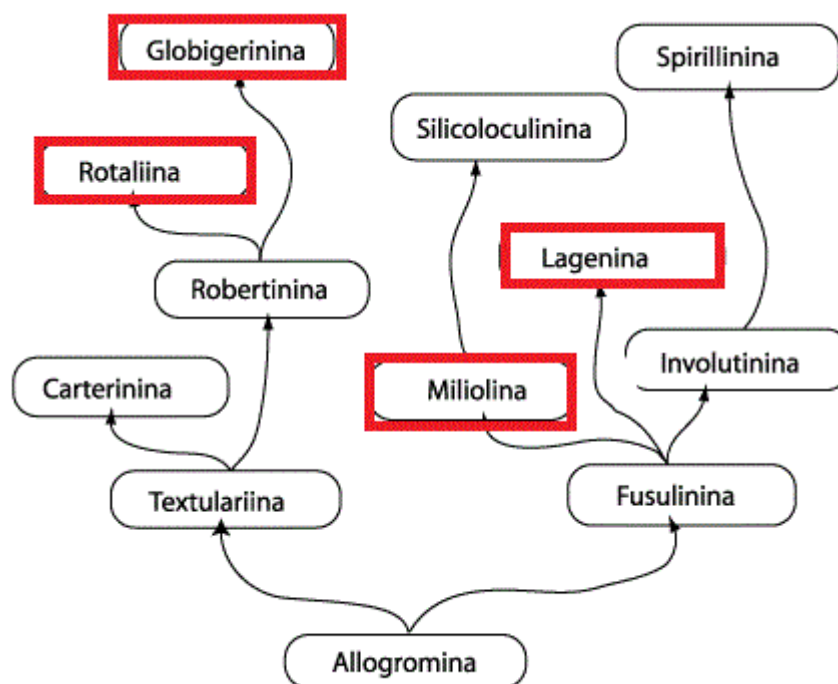 Globigerinina
Spirillinina
Silicoloculinina
Rotaliina
Lagenina
Robertinina
Involutinina
Carterinina
Miliolina
Textulariina
Fusulinina
Allogromina